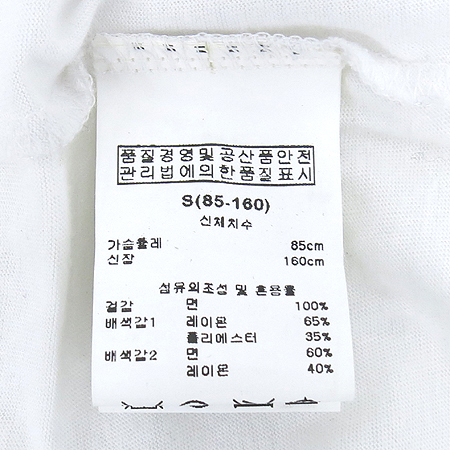 품질경영및공산품안전
관리법에의한품질표시
S(85-160)
신체치수
가슴둘레 85cm
신장 160cm
섬유의조성 및 혼용률
겉감 면 100%
배색감1 레이온 65%
폴리에스터 35%
배색감2 면 60%
레이온 40%